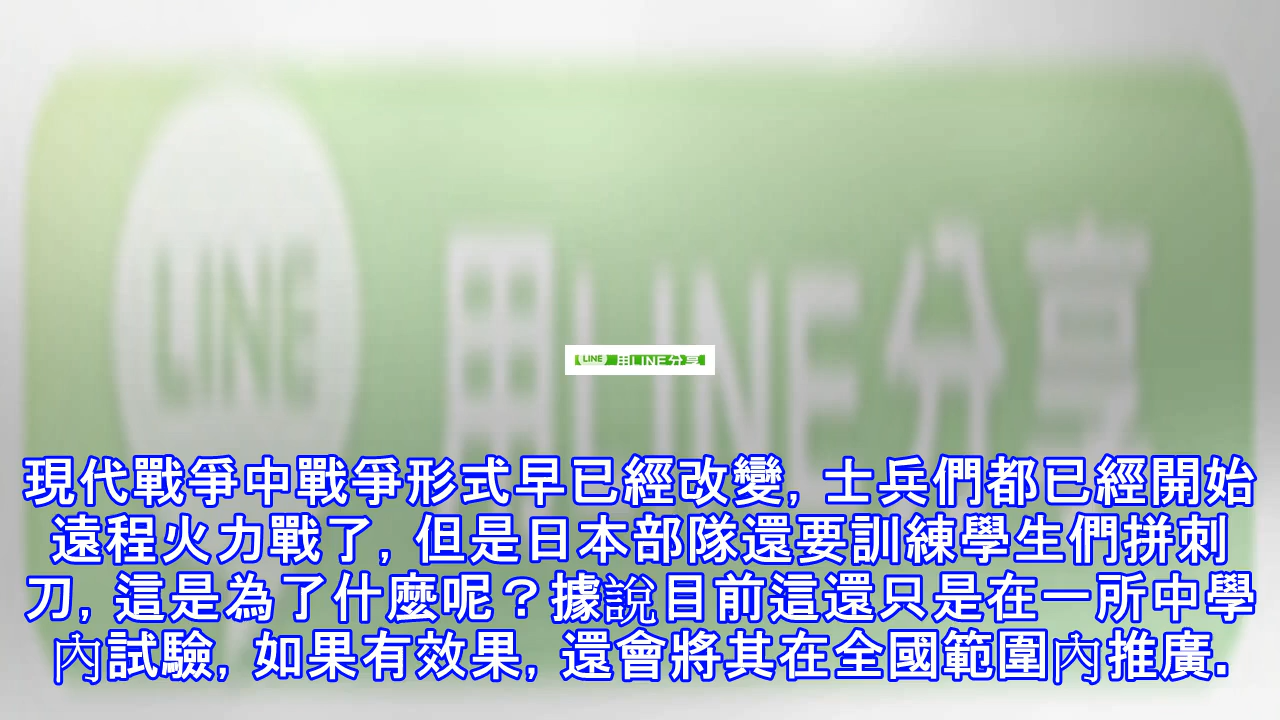 LINE
用LINE分享
LINE 用LINE分享
現代戰爭中戰爭形式早已經改變, 士兵們都已經開始
遠程火力戰了, 但是日本部隊還要訓練學生們拼刺
刀, 這是為了什麼呢？據說目前這還只是在一所中學
內試驗, 如果有效果, 還會將其在全國範圍內推廣.